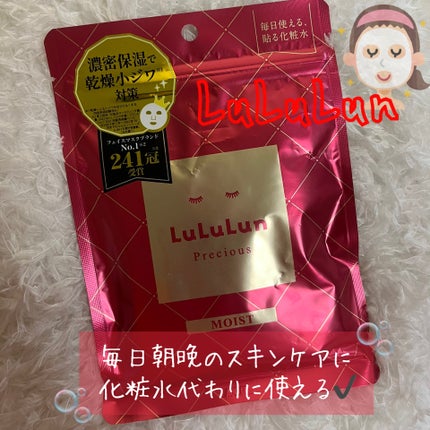 毎日使える、
貼る化粧水
濃密保湿で
乾燥小ジワ
対策
LuLuLun
フェイスマスクブランド
No.1
241冠
受賞
LuLuLun
Precious
MOIST
毎日朝晩のスキンケアに
化粧水代わりに使える✓